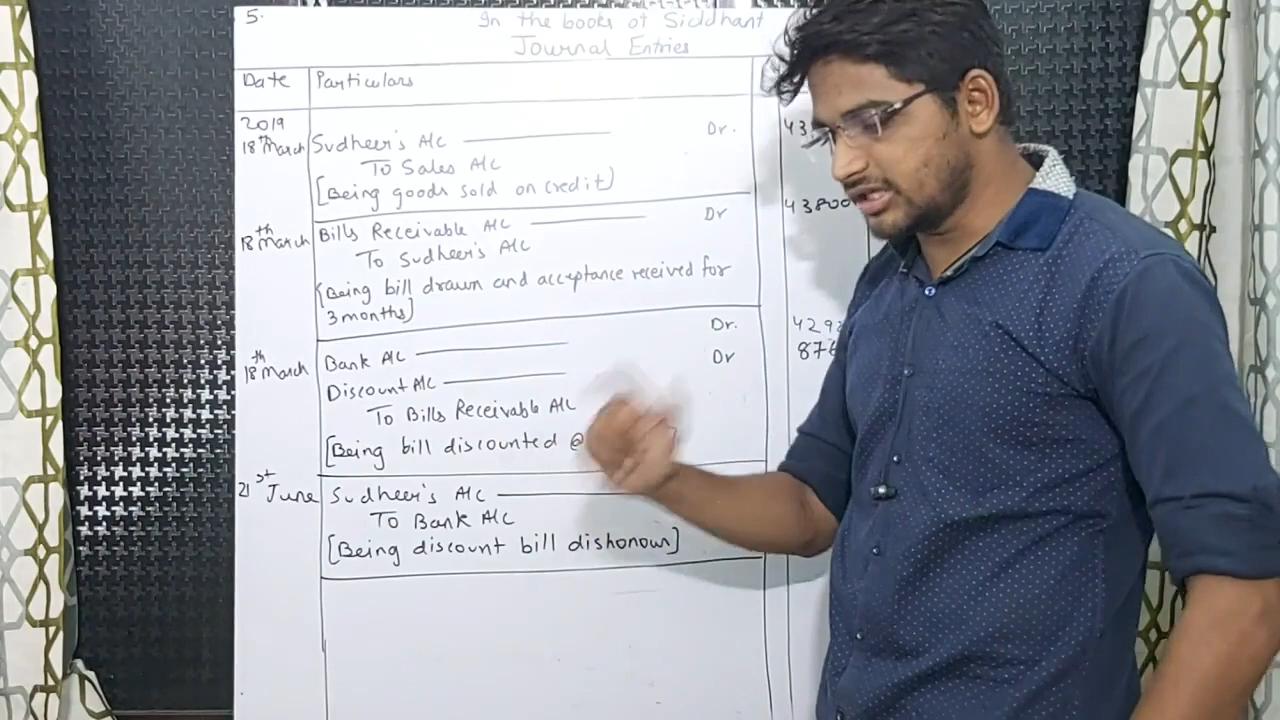 5.
In the books of Siddhant
Journal Entries
Date Particulars
2019
18th March Sudheer's A/c Dr.
To Sales A/c
[Being goods sold on credit]
18th March Bills Receivable A/c Dr 43800
To Sudheer's A/c
[Being bill drawn and acceptance received for
3 months]
Dr.
18th March Bank A/c Dr
Discount A/c
To Bills Receivable A/c
[Being bill discounted @
21st June Sudheer's A/c
To Bank A/c
[Being discount bill dishonour]